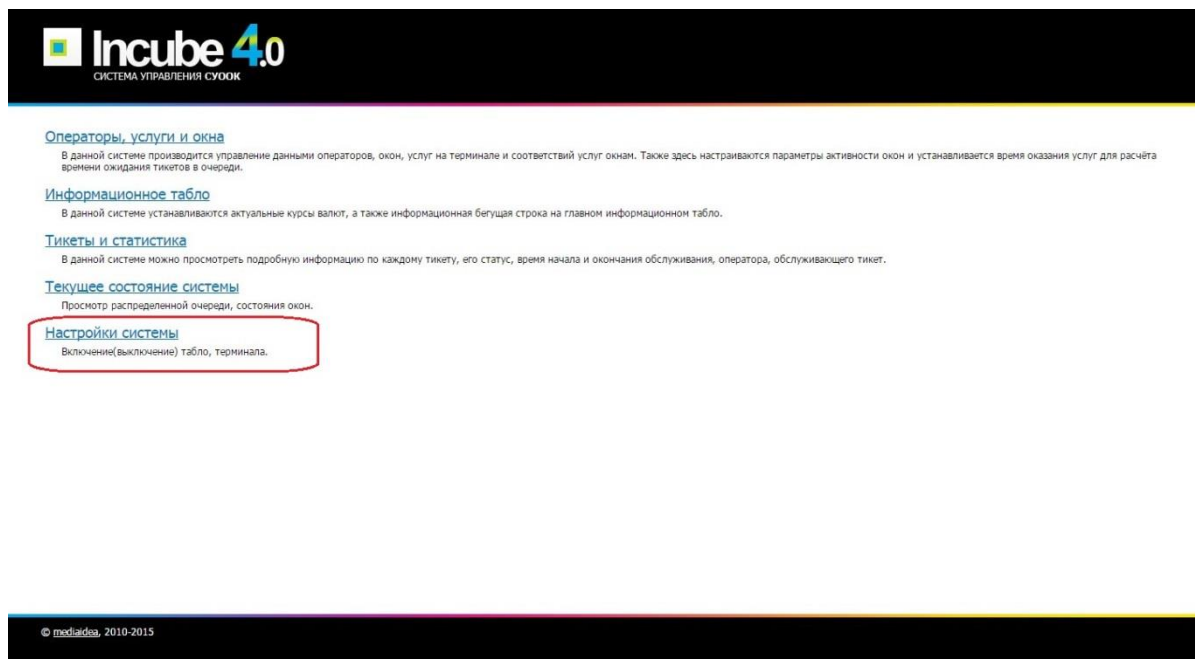 Incube 4.0
СИСТЕМА УПРАВЛЕНИЯ СУООК
Операторы, услуги и окна
В данной системе производится управление данными операторов, окон, услуг на терминале и соответствий услуг окнам. Также здесь настраиваются параметры активности окон и устанавливается время оказания услуг для расчёта
времени ожидания тикетов в очереди.
Информационное табло
В данной системе устанавливаются актуальные курсы валют, а также информационная бегущая строка на главном информационном табло.
Тикеты и статистика
В данной системе можно просмотреть подробную информацию по каждому тикету, его статус, время начала и окончания обслуживания, оператора, обслуживающего тикет.
Текущее состояние системы
Просмотр распределенной очереди, состояния окон.
Настройки системы
Включение(выключение) табло, терминала.
© mediaidea, 2010-2015